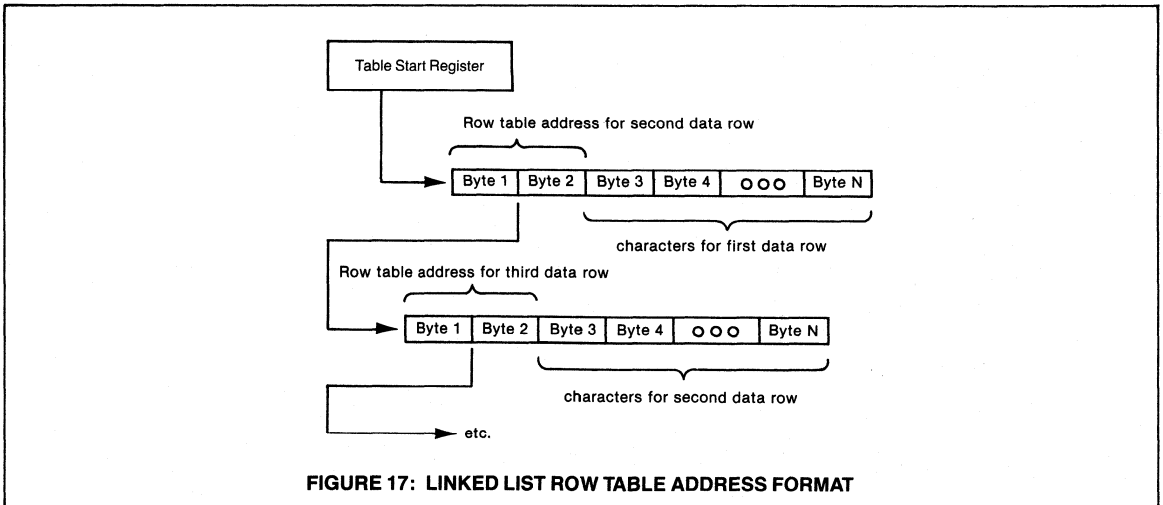 Table Start Register
Row table address for second data row
Byte 1 Byte 2 Byte 3 Byte 4 ooo Byte N
characters for first data row
Row table address for third data row
Byte 1 Byte 2 Byte 3 Byte 4 ooo Byte N
characters for second data row
etc.
FIGURE 17: LINKED LIST ROW TABLE ADDRESS FORMAT